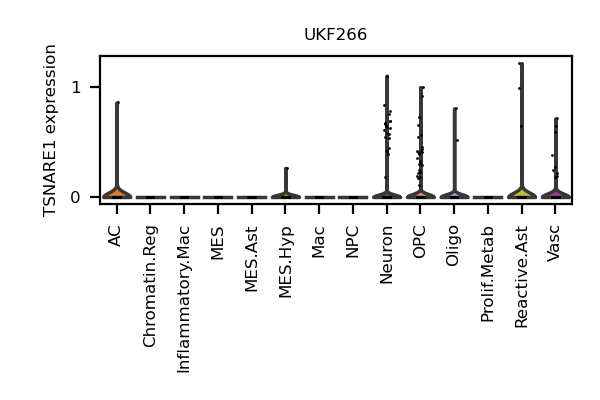 UKF266
TSNARE1 expression
1
0
AC
Chromatin.Reg
Inflammatory.Mac
MES
MES.Ast
MES.Hyp
Mac
NPC
Neuron
OPC
Oligo
Prolif.Metab
Reactive.Ast
Vasc